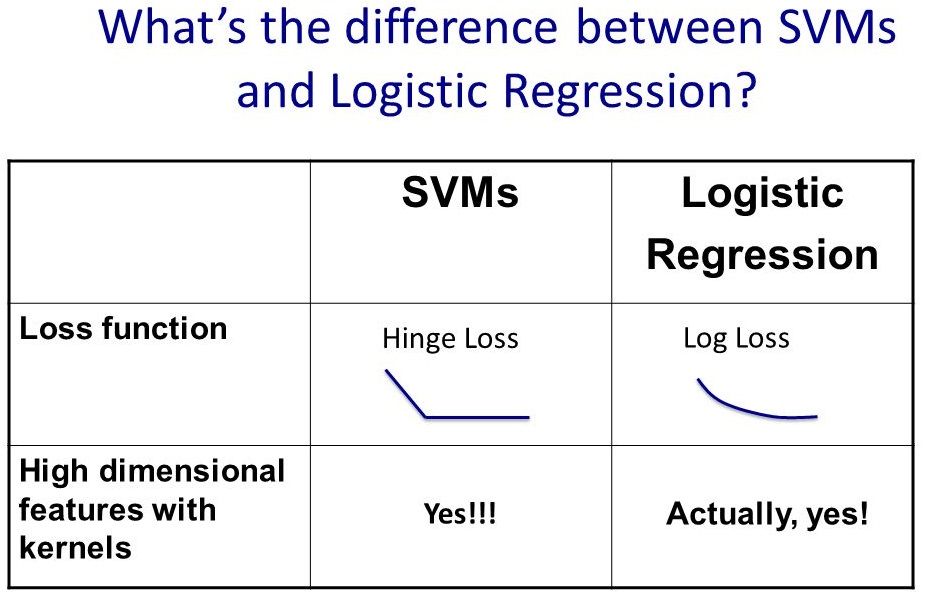 What’s the difference between SVMs
and Logistic Regression?
SVMs
Logistic
Regression
Loss function
Hinge Loss
Log Loss
High dimensional
features with
kernels
Yes!!!
Actually, yes!